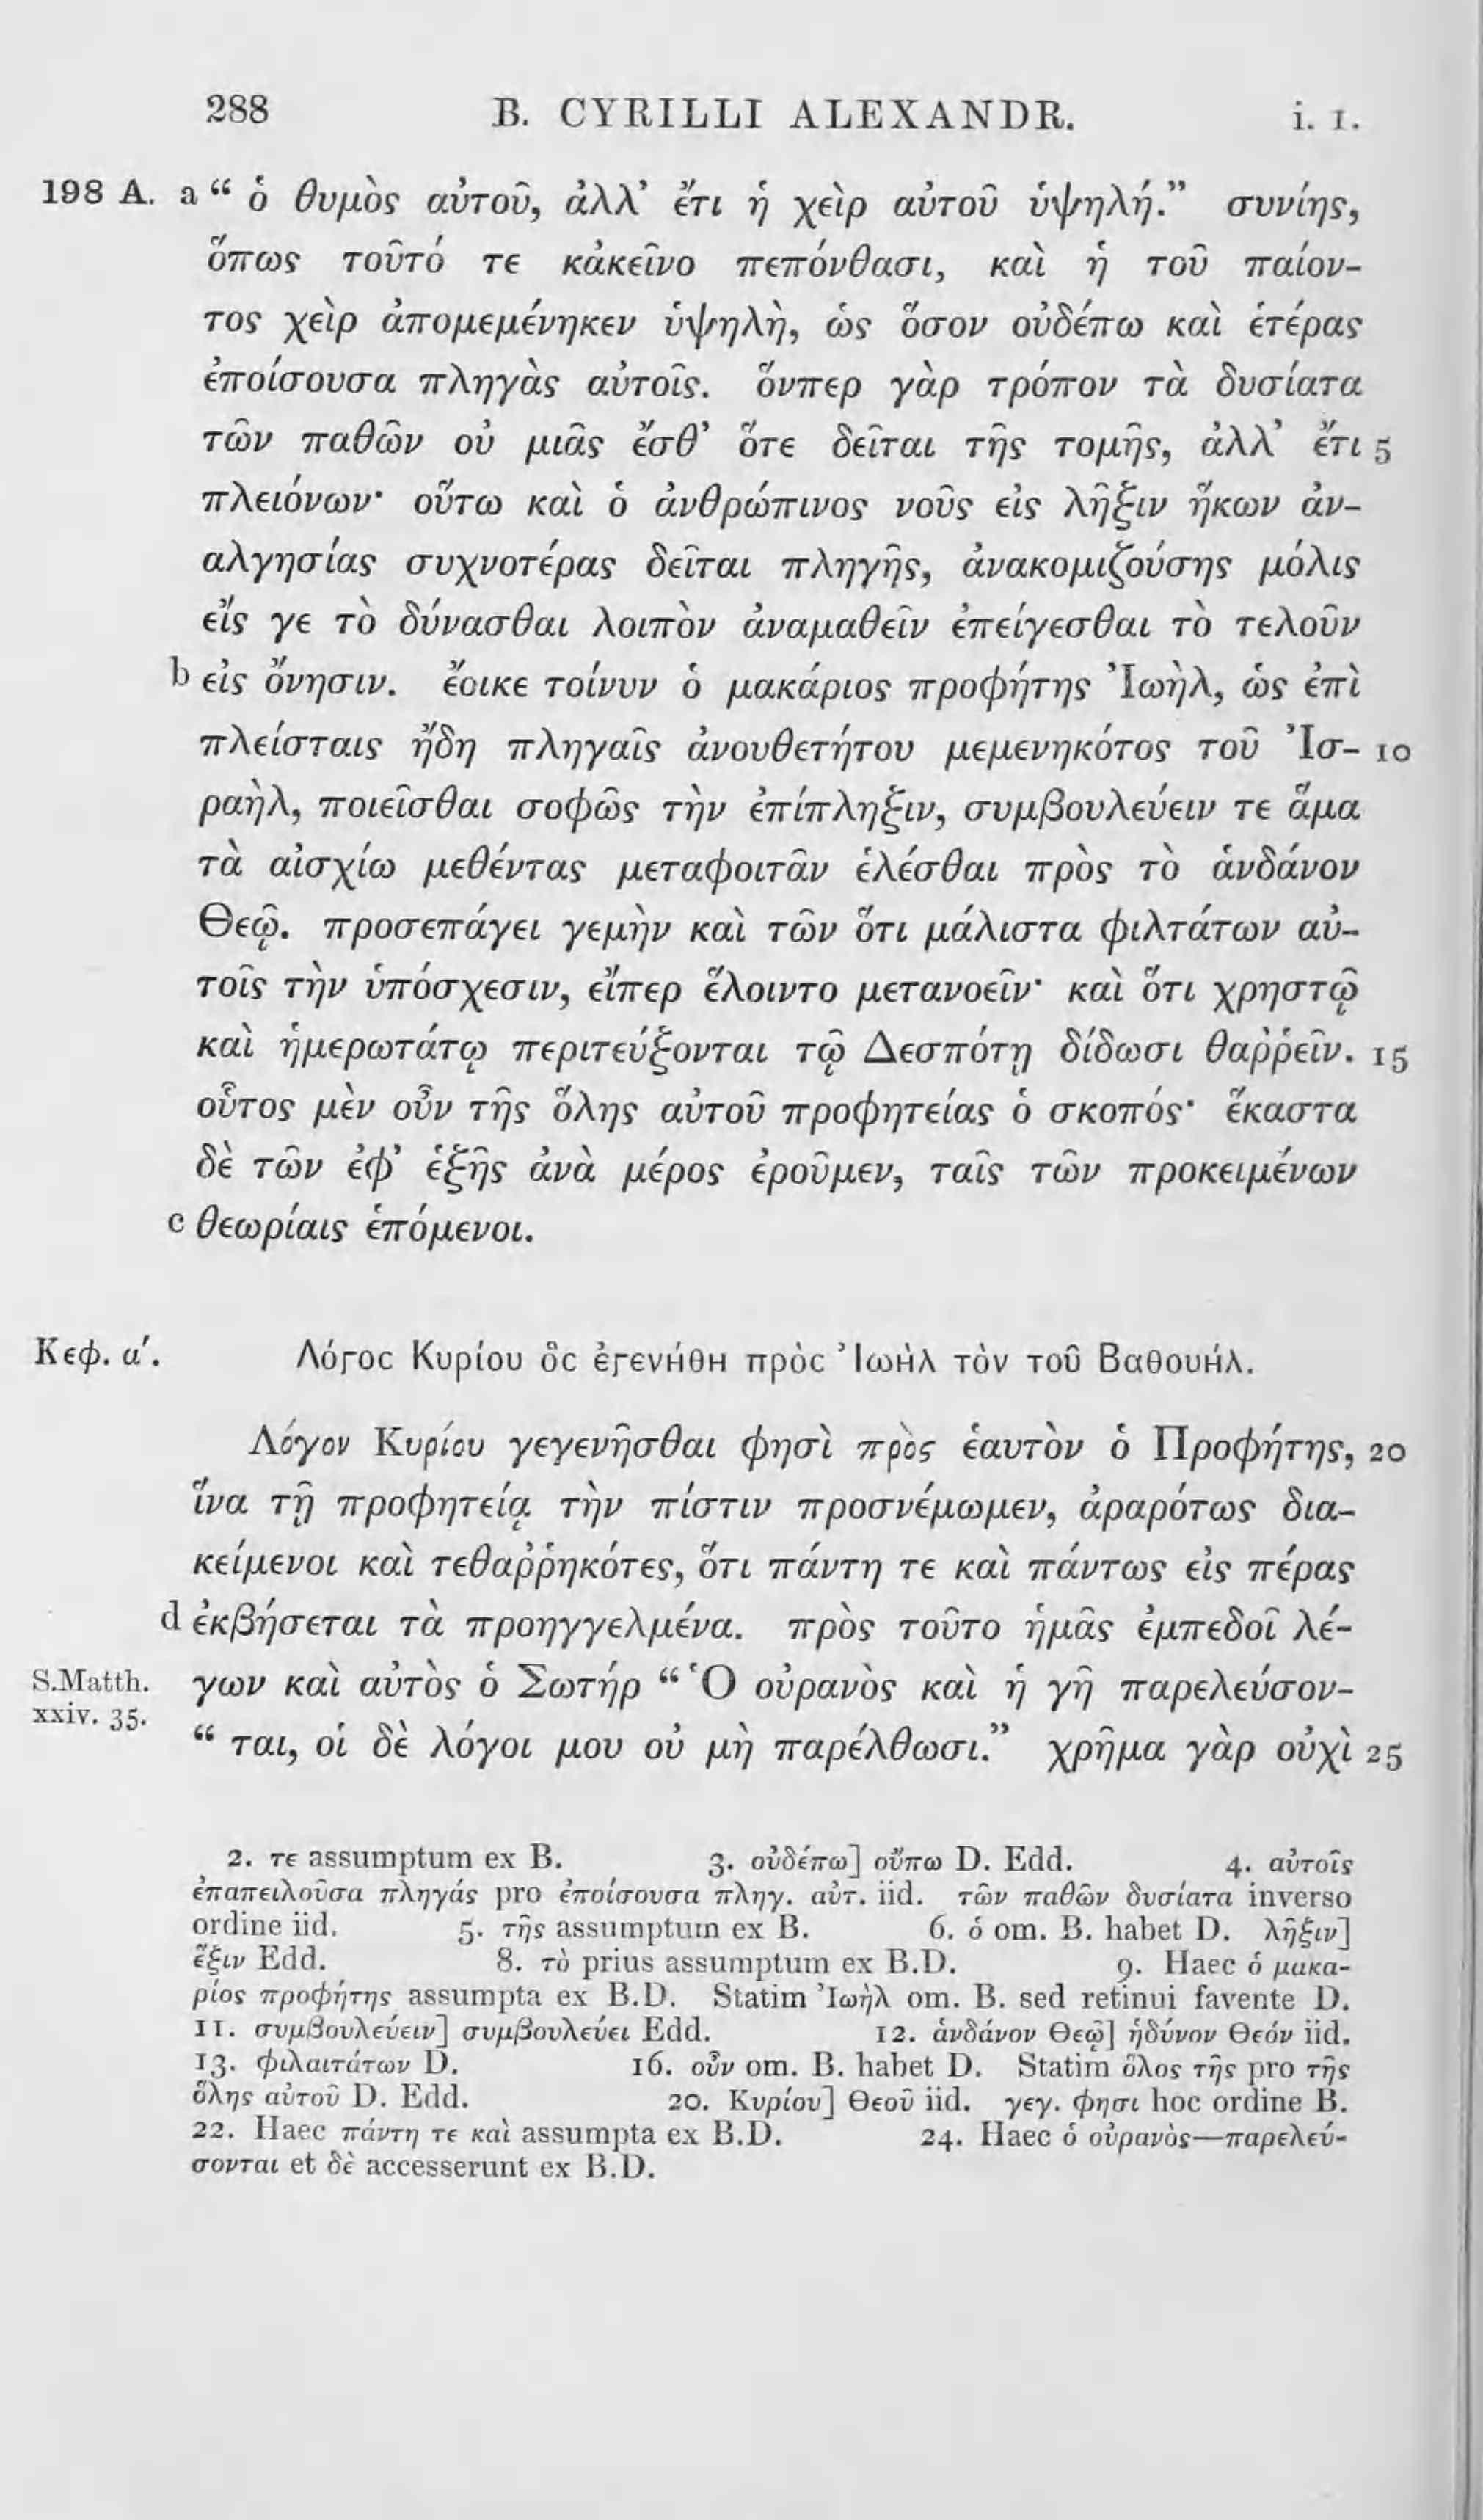 288 B. CYRILLI ALEXANDR. i. 1.
198 A. a “ ὁ θυμὸς αὐτοῦ, ἀλλ’ ἔτι ἡ χεὶρ αὐτοῦ ὑψηλή.” συνίης,
ὅπως τοῦτό τε κἀκεῖνο πεπόνθασι, καὶ ἡ τοῦ παίον-
τος χεὶρ ἀπομεμένηκεν ὑψηλὴ, ὡς ὅσον οὐδέπω καὶ ἑτέρας
ἐποίσουσα πληγὰς αὐτοῖς. ὅνπερ γὰρ τρόπον τὰ δυσίατα
τῶν παθῶν οὐ μιᾶς ἔσθ’ ὅτε δεῖται τῆς τομῆς, ἀλλ’ ἔτι 5
πλειόνων· οὕτω καὶ ὁ ἀνθρώπινος νοῦς εἰς λῆξιν ἥκων ἀν-
αλγησίας συχνοτέρας δεῖται πληγῆς, ἀνακομιζούσης μόλις
εἴς γε τὸ δύνασθαι λοιπὸν ἀναμαθεῖν ἐπείγεσθαι τὸ τελοῦν
b εἰς ὄνησιν. ἔοικε τοίνυν ὁ μακάριος προφήτης Ἰωὴλ, ὡς ἐπὶ
πλείσταις ἤδη πληγαῖς ἀνουθετήτου μεμενηκότος τοῦ Ἰσ- 10
ραὴλ, ποιεῖσθαι σοφῶς τὴν ἐπίπληξιν, συμβουλεύειν τε ἅμα
τὰ αἰσχίω μεθέντας μεταφοιτᾶν ἑλέσθαι πρὸς τὸ ἁνδάνον
Θεῷ. προσεπάγει γεμὴν καὶ τῶν ὅτι μάλιστα φιλτάτων αὐ-
τοῖς τὴν ὑπόσχεσιν, εἴπερ ἕλοιντο μετανοεῖν· καὶ ὅτι χρηστῷ
καὶ ἡμερωτάτῳ περιτεύξονται τῷ Δεσπότῃ δίδωσι θαῤῥεῖν. 15
οὗτος μὲν οὖν τῆς ὅλης αὐτοῦ προφητείας ὁ σκοπός· ἕκαστα
δὲ τῶν ἐφ’ ἑξῆς ἀνὰ μέρος ἐροῦμεν, ταῖς τῶν προκειμένων
c θεωρίαις ἑπόμενοι.
Κεφ. α΄. Λόγος Κυρίου ὃς ἐγενήθη πρὸς Ἰωὴλ τὸν τοῦ Βαθουήλ.
Λόγον Κυρίου γεγενῆσθαι φησὶ πρὸς ἑαυτὸν ὁ Προφήτης, 20
ἵνα τῇ προφητείᾳ τὴν πίστιν προσνέμωμεν, ἀραρότως δια-
κείμενοι καὶ τεθαῤῥηκότες, ὅτι πάντη τε καὶ πάντως εἰς πέρας
d ἐκβήσεται τὰ προηγγελμένα. πρὸς τοῦτο ἡμᾶς ἐμπεδοῖ λέ-
S.Matth. γων καὶ αὐτὸς ὁ Σωτήρ “ Ὁ οὐρανὸς καὶ ἡ γῆ παρελεύσον-
xxiv. 35. “ ται, οἱ δὲ λόγοι μου οὐ μὴ παρέλθωσι.” χρῆμα γὰρ οὐχὶ 25
2. τε assumptum ex B. 3. οὐδέπω] οὔπω D. Edd. 4. αὐτοῖς
ἐπαπειλοῦσα πληγάς pro ἐποίσουσα πληγ. αὐτ. iid. τῶν παθῶν δυσίατα inverso
ordine iid. 5. τῆς assumptum ex B. 6. ὁ om. B. habet D. λῆξιν]
ἕξιν Edd. 8. τὸ prius assumptum ex B.D. 9. Haec ὁ μακα-
ρίος προφήτης assumpta ex B.D. Statim Ἰωὴλ om. B. sed retinui favente D.
11. συμβουλεύειν] συμβουλεύει Edd. 12. ἁνδάνον Θεῷ] ἡδύνον Θεόν iid.
13. φιλαιτάτων D. 16. οὖν om. B. habet D. Statim ὅλος τῆς pro τῆς
ὅλης αὐτοῦ D. Edd. 20. Κυρίου] Θεοῦ iid. γεγ. φησι hoc ordine B.
22. Haec πάντη τε καὶ assumpta ex B.D. 24. Haec ὁ οὐρανὸς—παρελεύ-
σονται et δὲ accesserunt ex B.D.